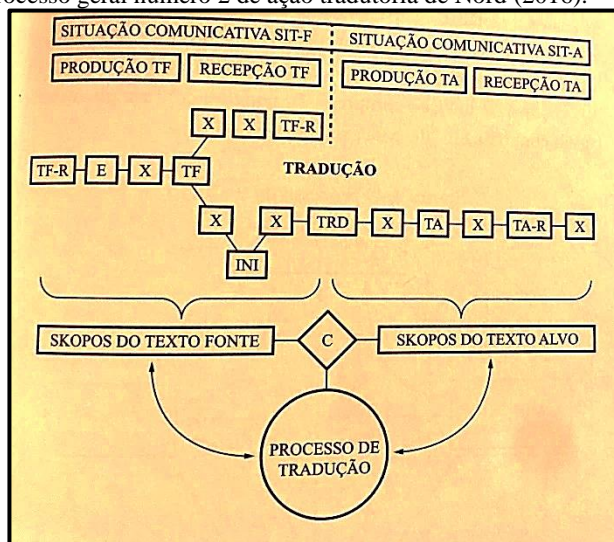 rocesso geral número 2 de ação tradutória de Nord (2016).
SITUAÇÃO COMUNICATIVA SIT-F SITUAÇÃO COMUNICATIVA SIT-A
PRODUÇÃO TF RECEPÇÃO TF PRODUÇÃO TA RECEPÇÃO TA
X X TF-R
TRADUÇÃO
TF-R E X TF
X X TRD X TA X TA-R X
INI
SKOPOS DO TEXTO FONTE C SKOPOS DO TEXTO ALVO
PROCESSO DE
TRADUÇÃO